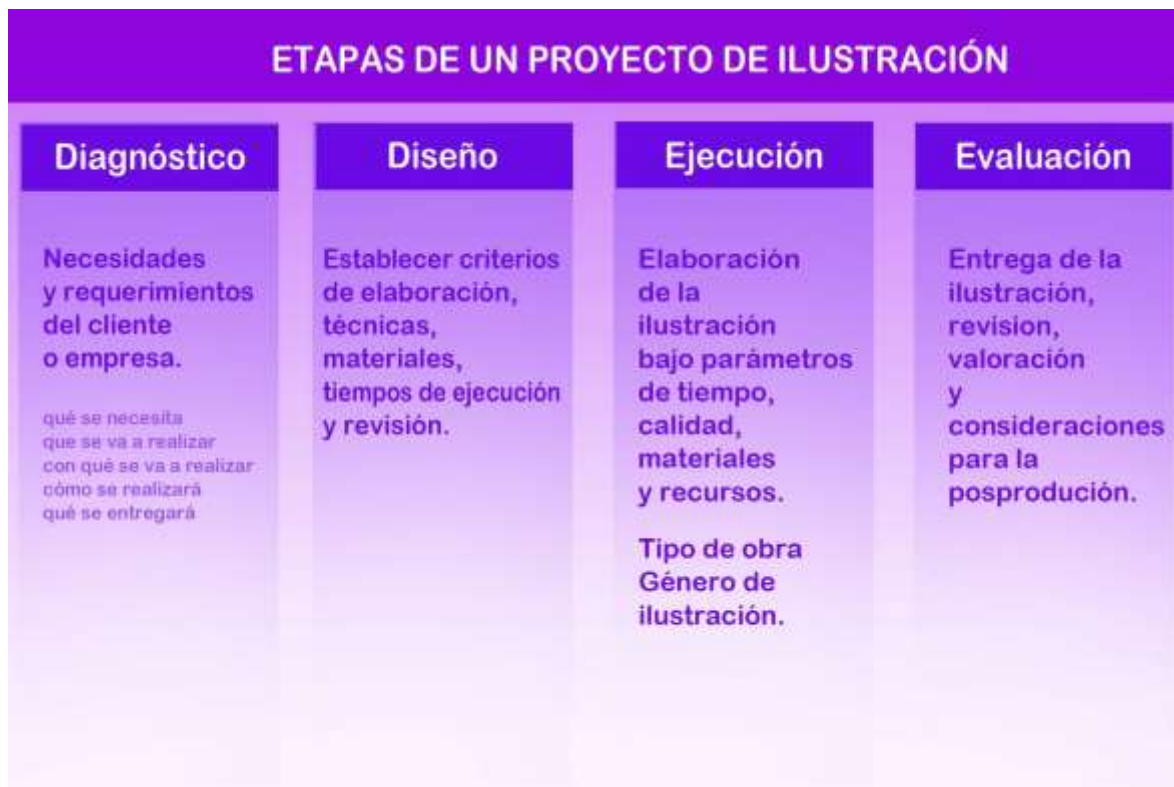 ETAPAS DE UN PROYECTO DE ILUSTRACIÓN
Diagnóstico
Necesidades
y requerimientos
del cliente
o empresa.
qué se necesita
que se va a realizar
con qué se va a realizar
cómo se realizará
qué se entregará
Diseño
Establecer criterios
de elaboración,
técnicas,
materiales,
tiempos de ejecución
y revisión.
Ejecución
Elaboración
de la
ilustración
bajo parámetros
de tiempo,
calidad,
materiales
y recursos.
Tipo de obra
Género de
ilustración.
Evaluación
Entrega de la
ilustración,
revision,
valoración
y
consideraciones
para la
posprodución.